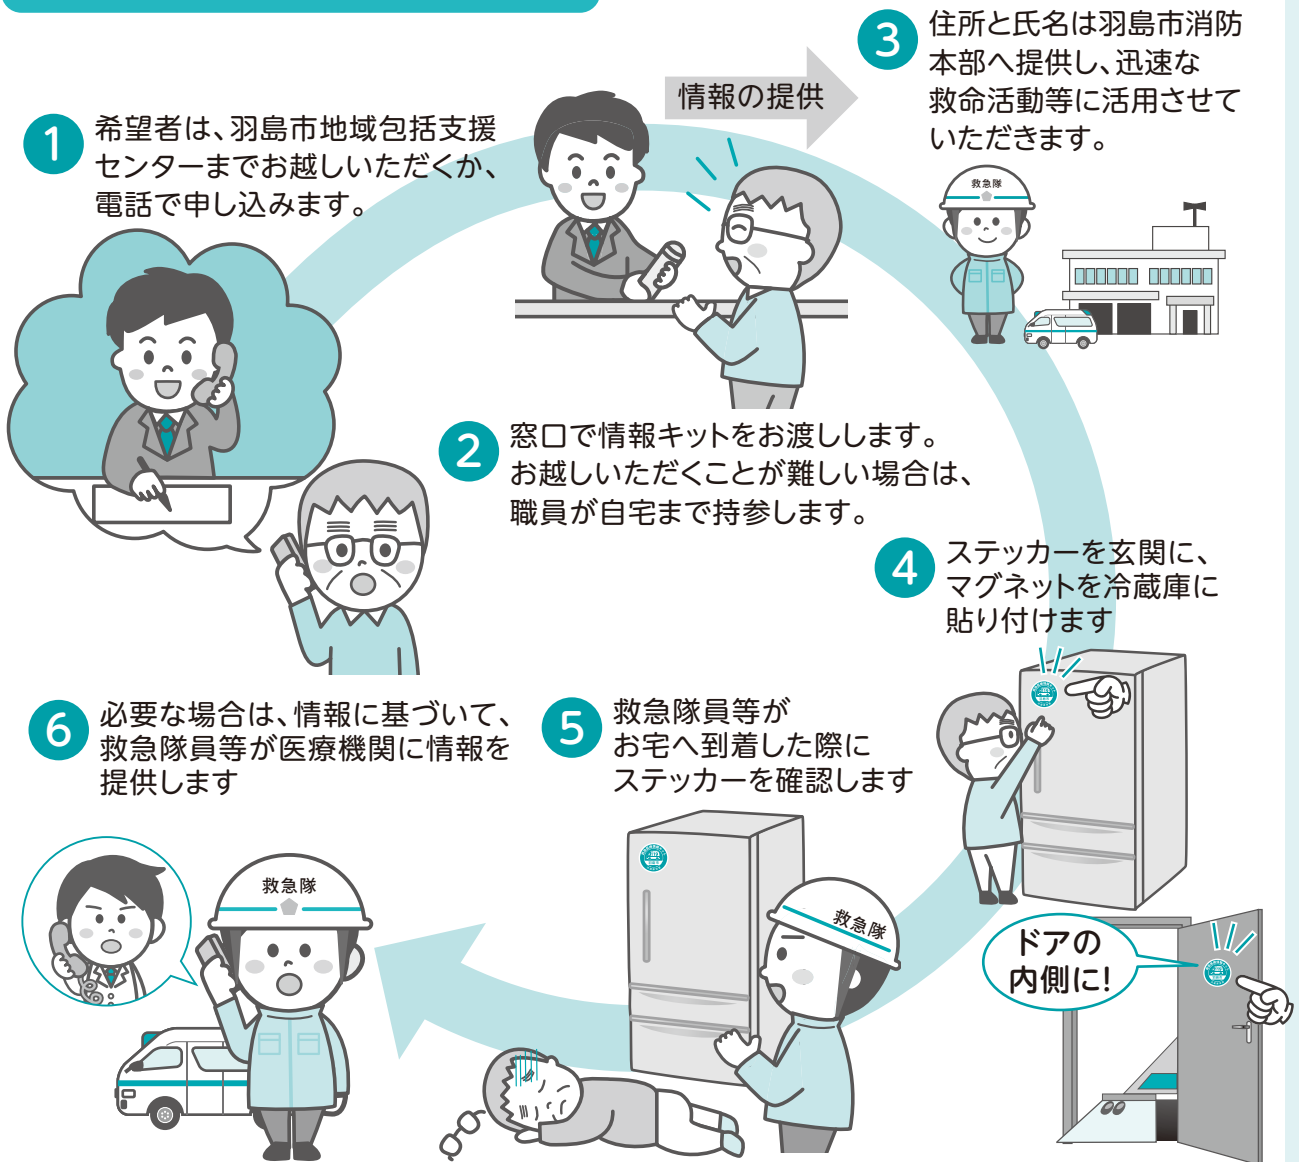 1
希望者は、羽島市地域包括支援
センターまでお越しいただくか、
電話で申し込みます。
情報の提供
3
住所と氏名は羽島市消防
本部へ提供し、迅速な
救命活動等に活用させて
いただきます。
救急隊
2
窓口で情報キットをお渡しします。
お越しいただくことが難しい場合は、
職員が自宅まで持参します。
4
ステッカーを玄関に、
マグネットを冷蔵庫に
貼り付けます
ドアの
内側に!
5
救急隊員等が
お宅へ到着した際に
ステッカーを確認します
救急隊
6
必要な場合は、情報に基づいて、
救急隊員等が医療機関に情報を
提供します
救急隊